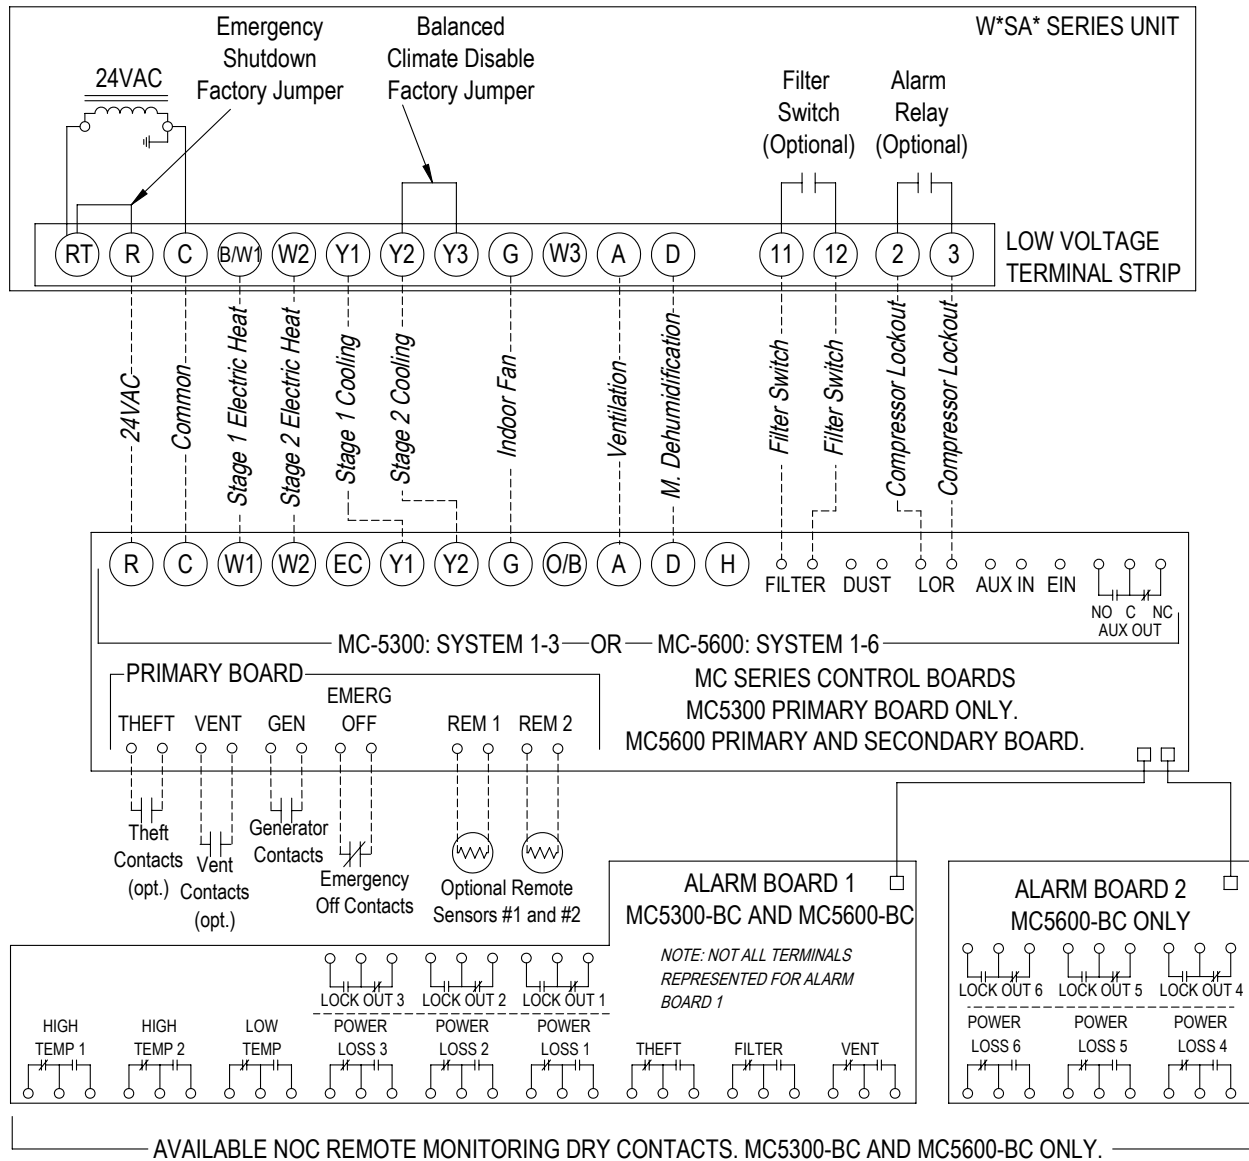 W*SA* SERIES UNIT
Emergency
Shutdown
Factory Jumper
Balanced
Climate Disable
Factory Jumper
24VAC
Filter
Switch
(Optional)
Alarm
Relay
(Optional)
RT R C B/W1 W2 Y1 Y2 Y3 G W3 A D 11 12 2 3
LOW VOLTAGE
TERMINAL STRIP
24VAC
Common
Stage 1 Electric Heat
Stage 2 Electric Heat
Stage 1 Cooling
Stage 2 Cooling
Indoor Fan
Ventilation
M. Dehumidification
Filter Switch
Filter Switch
Compressor Lockout
Compressor Lockout
R C W1 W2 EC Y1 Y2 G O/B A D H
FILTER DUST LOR AUX IN EIN
NO C NC
AUX OUT
MC-5300: SYSTEM 1-3 OR MC-5600: SYSTEM 1-6
PRIMARY BOARD
MC SERIES CONTROL BOARDS
MC5300 PRIMARY BOARD ONLY.
MC5600 PRIMARY AND SECONDARY BOARD.
THEFT VENT GEN
EMERG
OFF
REM 1 REM 2
Theft
Contacts
(opt.)
Vent
Contacts
(opt.)
Generator
Contacts
Emergency
Off Contacts
Optional Remote
Sensors #1 and #2
ALARM BOARD 1
MC5300-BC AND MC5600-BC
NOTE: NOT ALL TERMINALS
REPRESENTED FOR ALARM
BOARD 1
ALARM BOARD 2
MC5600-BC ONLY
LOCK OUT 3 LOCK OUT 2 LOCK OUT 1
LOCK OUT 6 LOCK OUT 5 LOCK OUT 4
HIGH
TEMP 1
HIGH
TEMP 2
LOW
TEMP
POWER
LOSS 3
POWER
LOSS 2
POWER
LOSS 1
THEFT
FILTER
VENT
POWER
LOSS 6
POWER
LOSS 5
POWER
LOSS 4
AVAILABLE NOC REMOTE MONITORING DRY CONTACTS. MC5300-BC AND MC5600-BC ONLY.